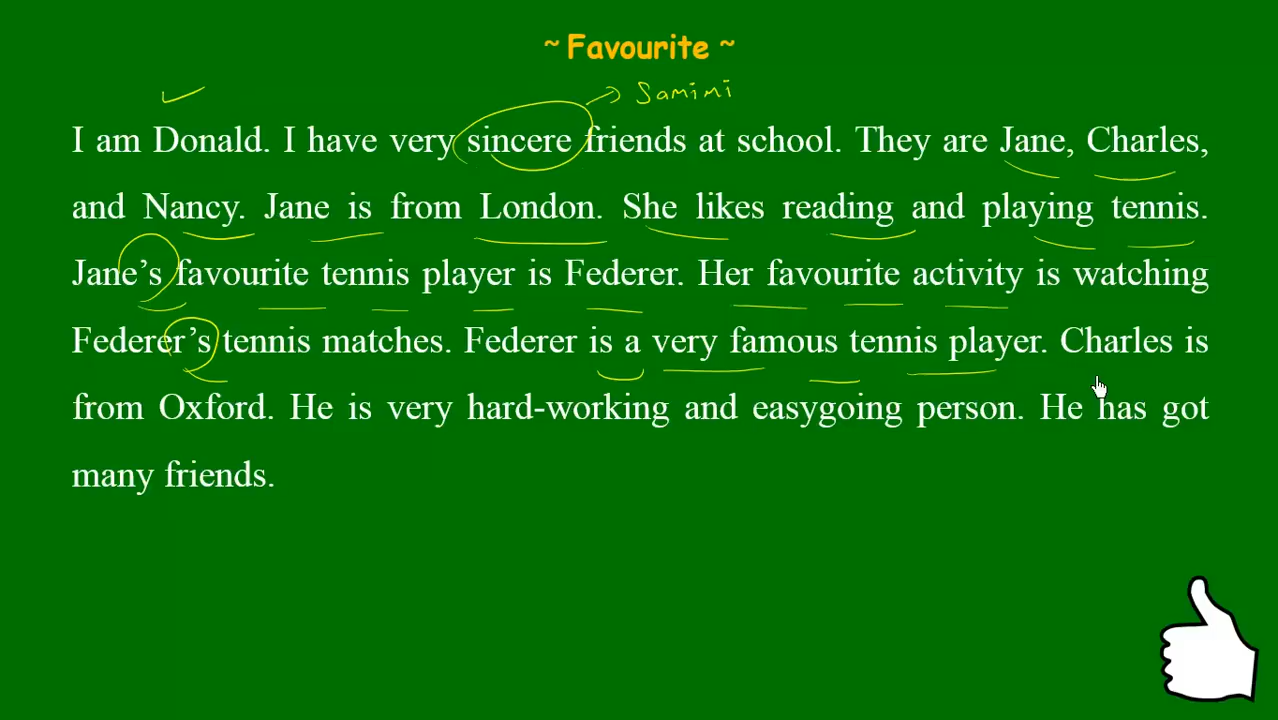 ~ Favourite ~
Samimi
I am Donald. I have very sincere friends at school. They are Jane, Charles,
and Nancy. Jane is from London. She likes reading and playing tennis.
Jane’s favourite tennis player is Federer. Her favourite activity is watching
Federer’s tennis matches. Federer is a very famous tennis player. Charles is
from Oxford. He is very hard-working and easygoing person. He has got
many friends.